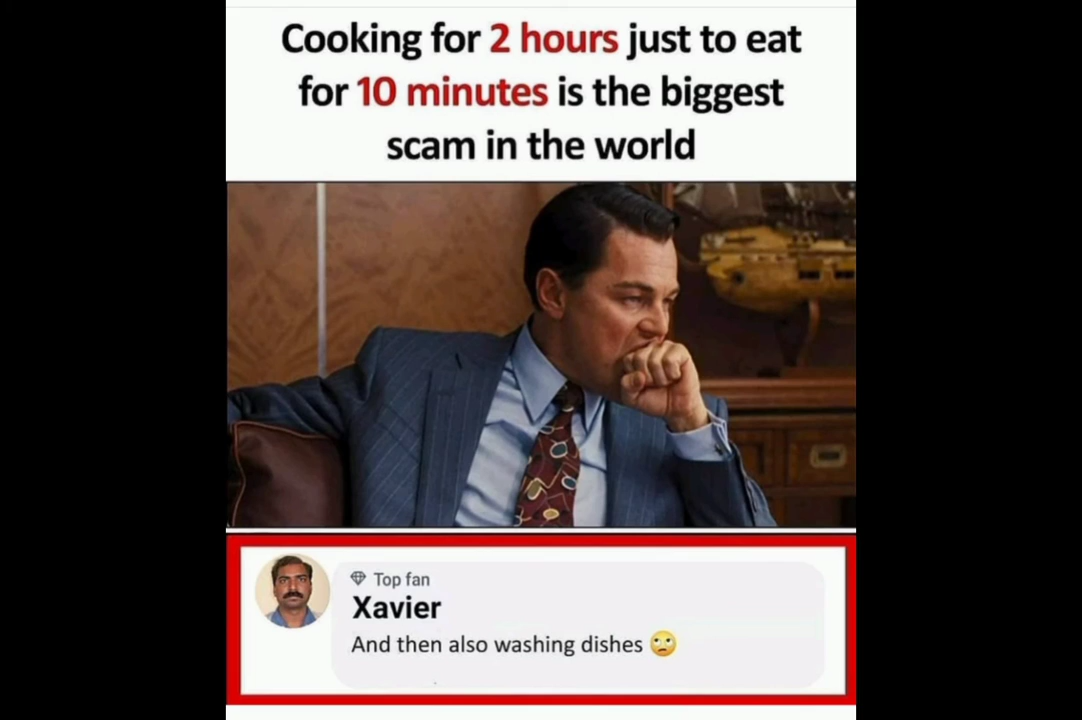 Cooking for 2 hours just to eat
for 10 minutes is the biggest
scam in the world
Top fan
Xavier
And then also washing dishes 🙄